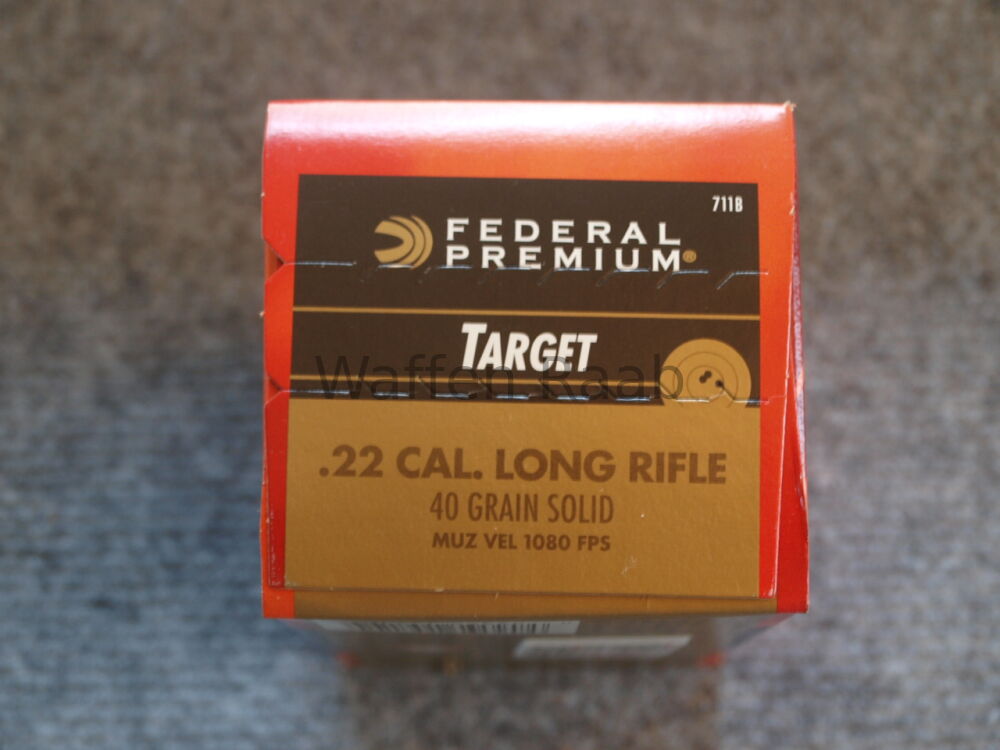 711B
FEDERAL
PREMIUM®
TARGET
Waffen Raab
.22 CAL. LONG RIFLE
40 GRAIN SOLID
MUZ VEL 1080 FPS